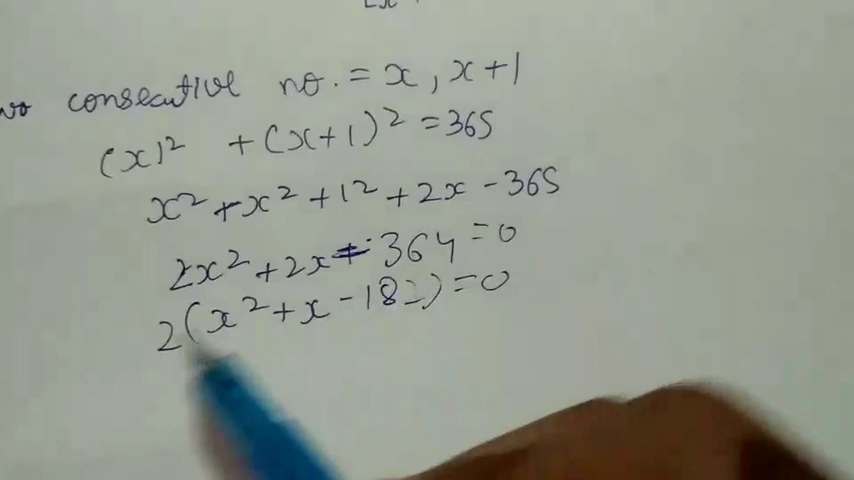 consecutive no. = x, x+1
(x)² + (x+1)² = 365
x² + x² + 1² + 2x - 365
2x² + 2x - 364 = 0
2(x² + x - 182) = 0